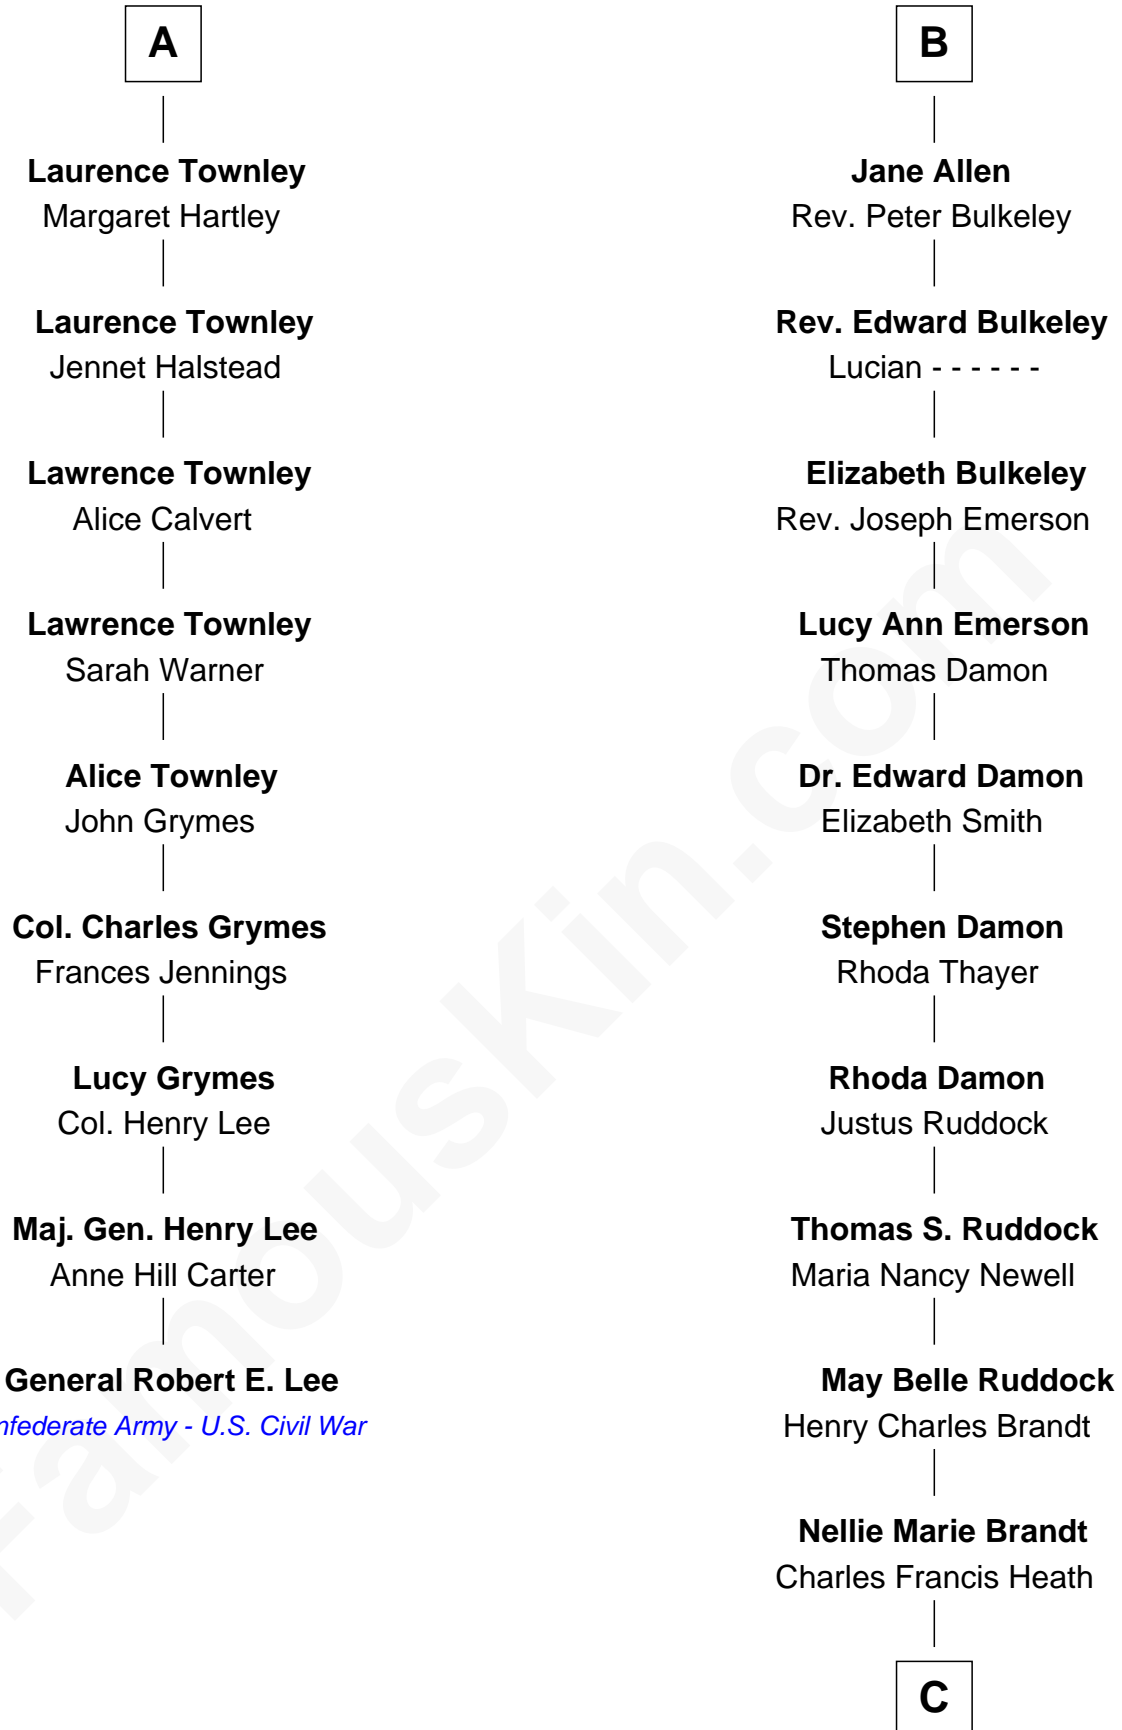 A
Laurence Townley
Margaret Hartley
Laurence Townley
Jennet Halstead
Lawrence Townley
Alice Calvert
Lawrence Townley
Sarah Warner
Alice Townley
John Grymes
Col. Charles Grymes
Frances Jennings
Lucy Grymes
Col. Henry Lee
Maj. Gen. Henry Lee
Anne Hill Carter
General Robert E. Lee
nfederate Army - U.S. Civil War
B
Jane Allen
Rev. Peter Bulkeley
Rev. Edward Bulkeley
Lucian - - - - - -
Elizabeth Bulkeley
Rev. Joseph Emerson
Lucy Ann Emerson
Thomas Damon
Dr. Edward Damon
Elizabeth Smith
Stephen Damon
Rhoda Thayer
Rhoda Damon
Justus Ruddock
Thomas S. Ruddock
Maria Nancy Newell
May Belle Ruddock
Henry Charles Brandt
Nellie Marie Brandt
Charles Francis Heath
C
FamousKin.com